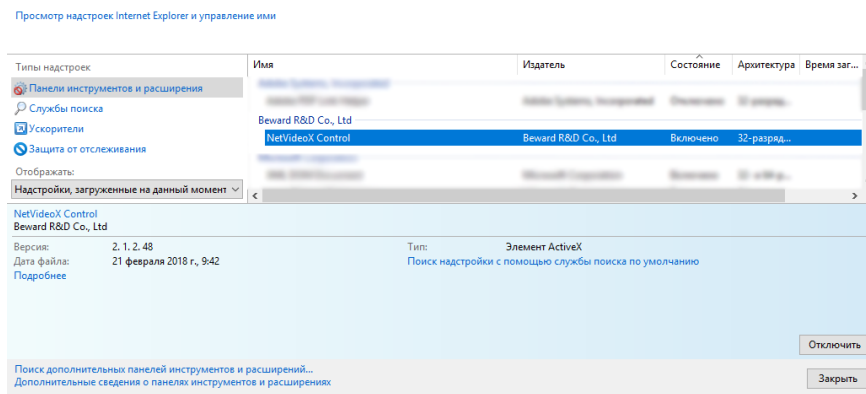 Просмотр надстроек Internet Explorer и управление ими
Типы надстроек
Панели инструментов и расширения
Службы поиска
Ускорители
Защита от отслеживания
Отображать:
Надстройки, загруженные на данный момент
Имя Издатель Состояние Архитектура Время заг...
Beward R&D Co., Ltd
NetVideoX Control Beward R&D Co., Ltd Включено 32-разряд...
NetVideoX Control
Beward R&D Co., Ltd
Версия: 2. 1. 2. 48 Тип: Элемент ActiveX
Дата файла: 21 февраля 2018 г., 9:42 Поиск надстройки с помощью службы поиска по умолчанию
Подробнее
Отключить
Поиск дополнительных панелей инструментов и расширений...
Дополнительные сведения о панелях инструментов и расширениях
Закрыть